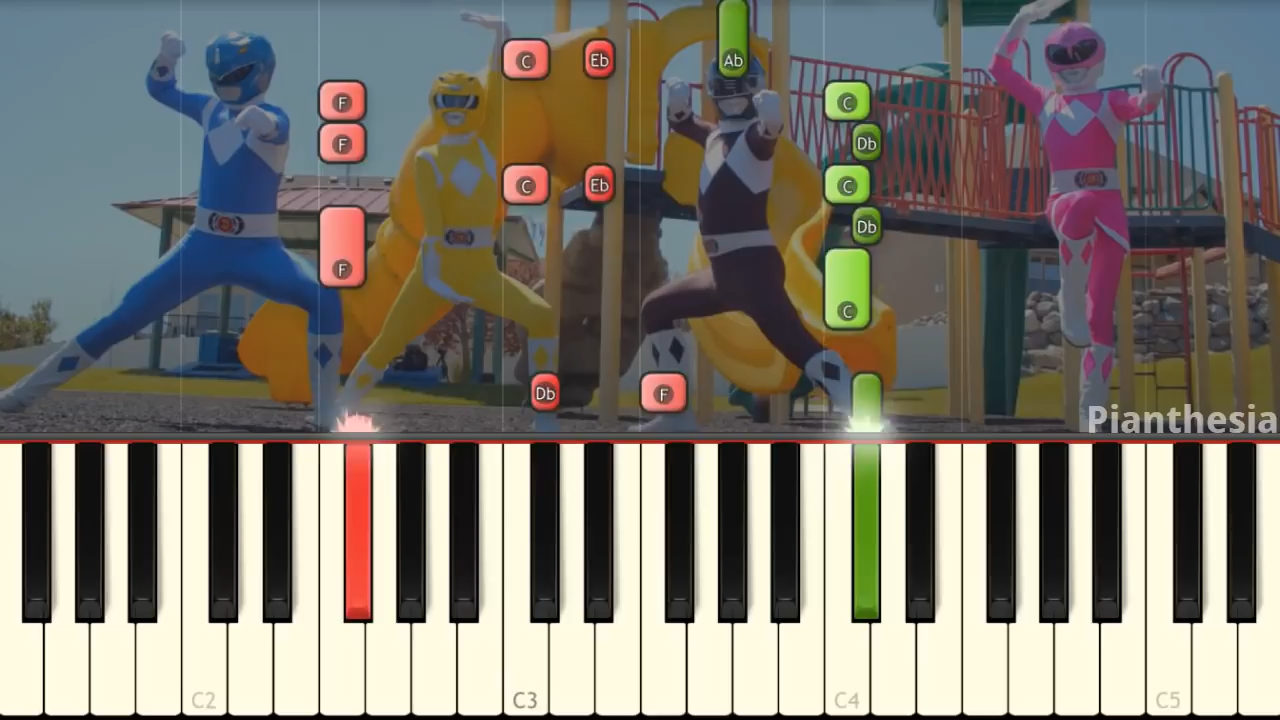 C Eb Ab
F C
F Db
C Eb C
Db
F
C
Db F
Pianthesia
C2 C3 C4 C5